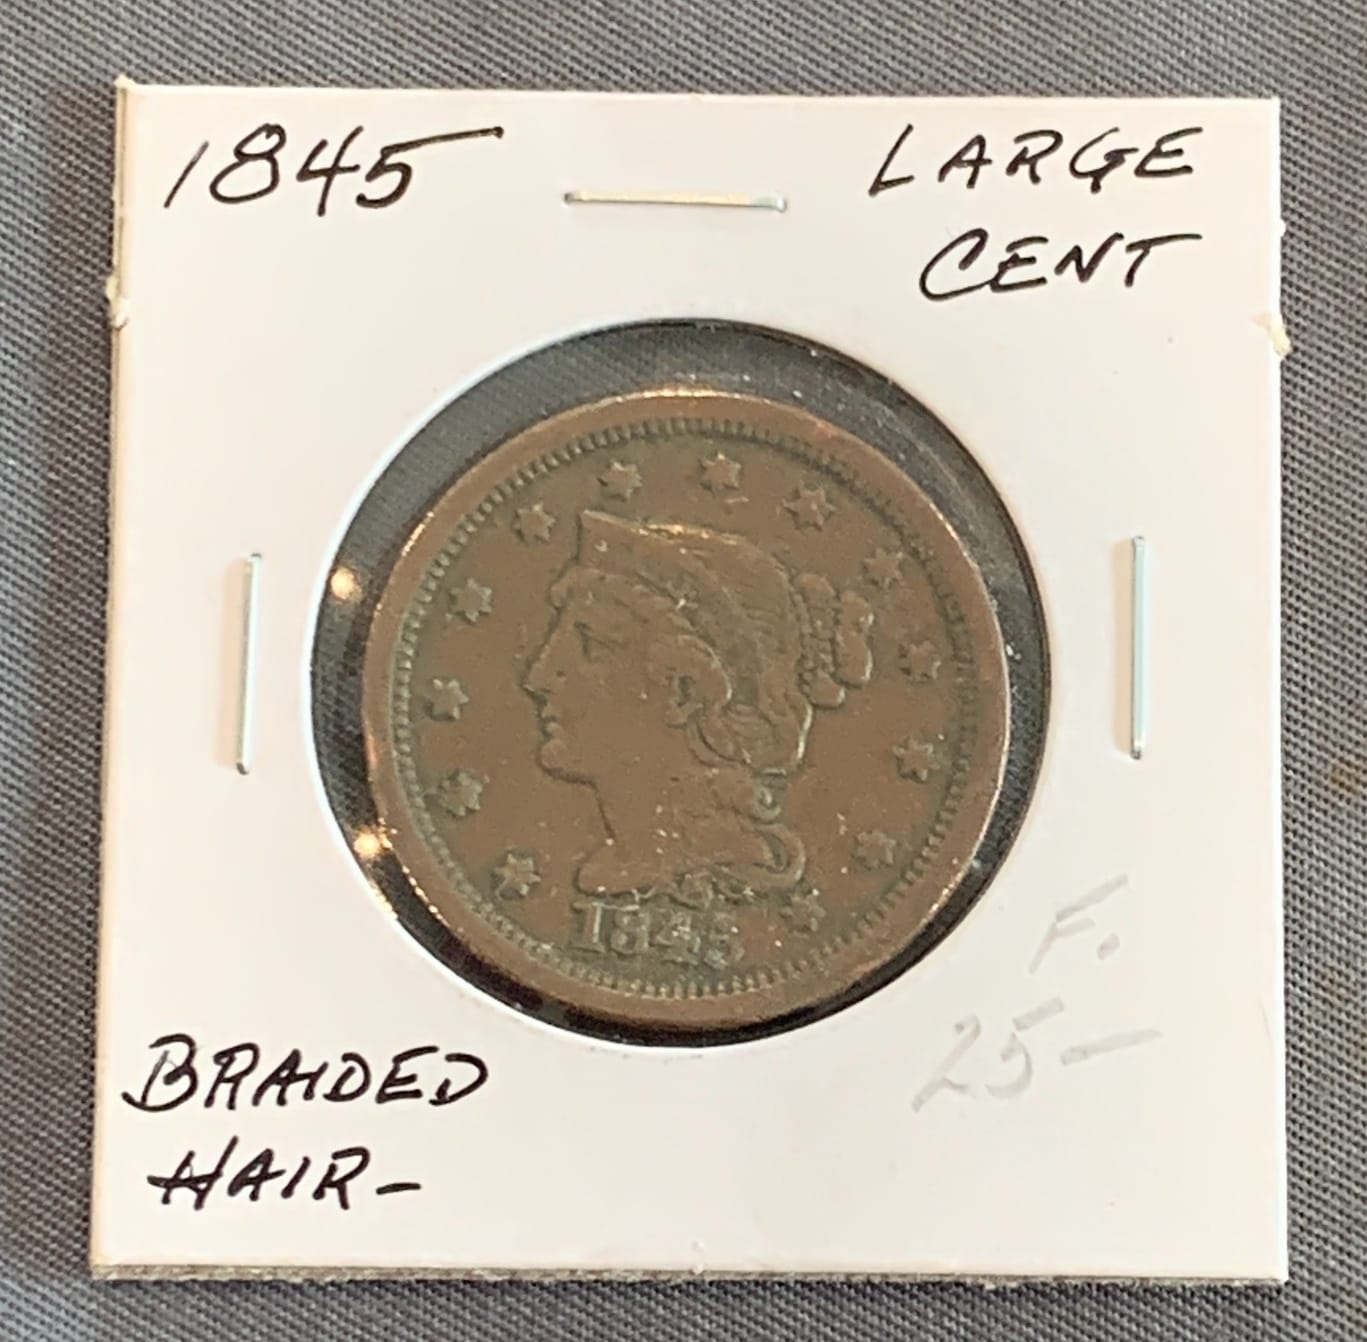 1845
LARGE
CENT
1845
F.
25-
BRAIDED
HAIR-